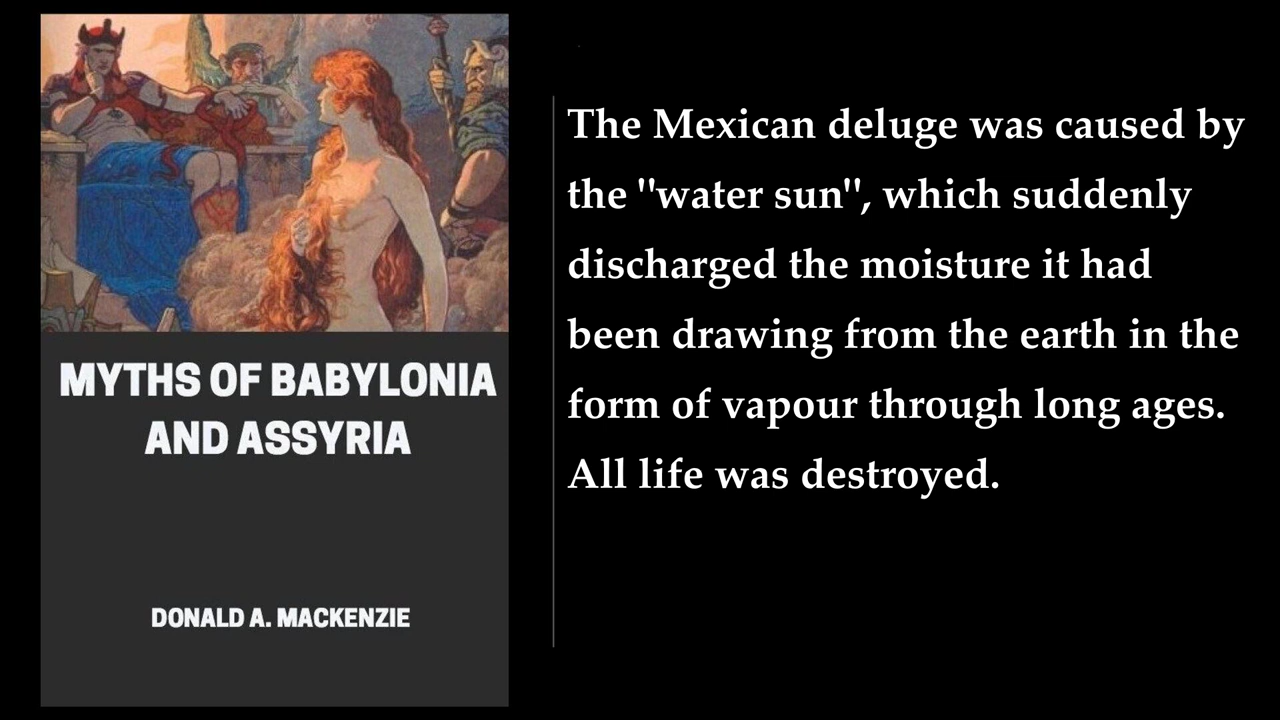 MYTHS OF BABYLONIA
AND ASSYRIA
DONALD A. MACKENZIE
The Mexican deluge was caused by
the "water sun", which suddenly
discharged the moisture it had
been drawing from the earth in the
form of vapour through long ages.
All life was destroyed.